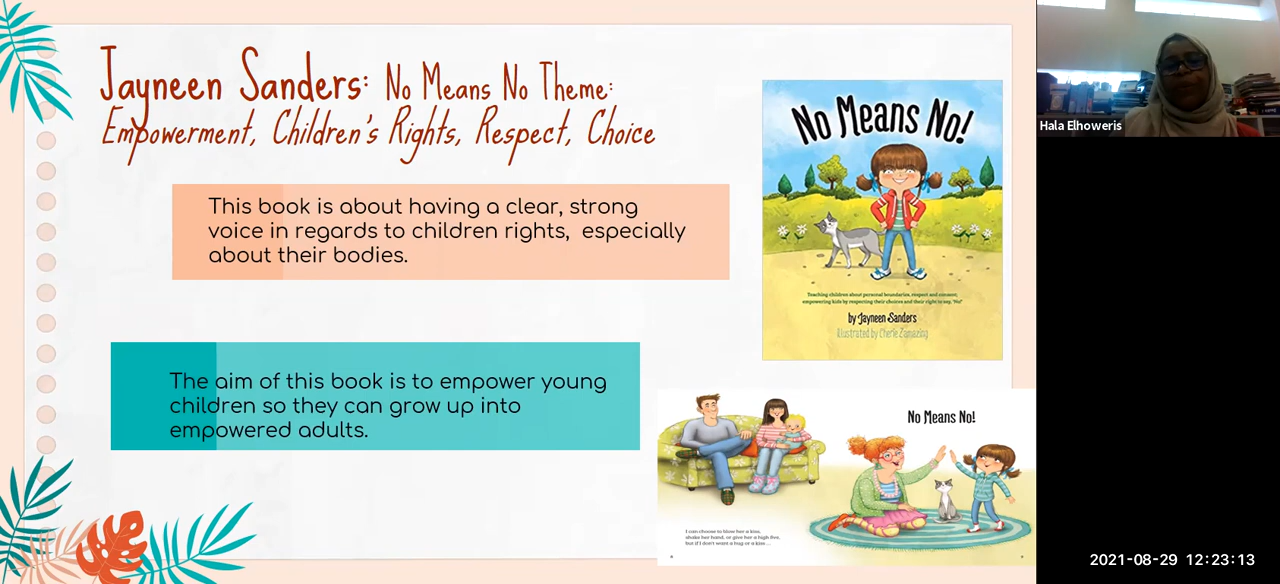 Jayneen Sanders: No Means No Theme:
Empowerment, Children's Rights, Respect, Choice
This book is about having a clear, strong
voice in regards to children rights, especially
about their bodies.
The aim of this book is to empower young
children so they can grow up into
empowered adults.
No Means No!
Teaching children about personal boundaries, respect and consent;
empowering kids by respecting their choices and their right to say, 'No!'
by Jayneen Sanders
Illustrated by Cherie Zamazing
No Means No!
I can choose to blow her a kiss,
shake her hand, or give her a high five,
but if I don't want a hug or a kiss...
Hala Elhoweris
2021-08-29 12:23:13